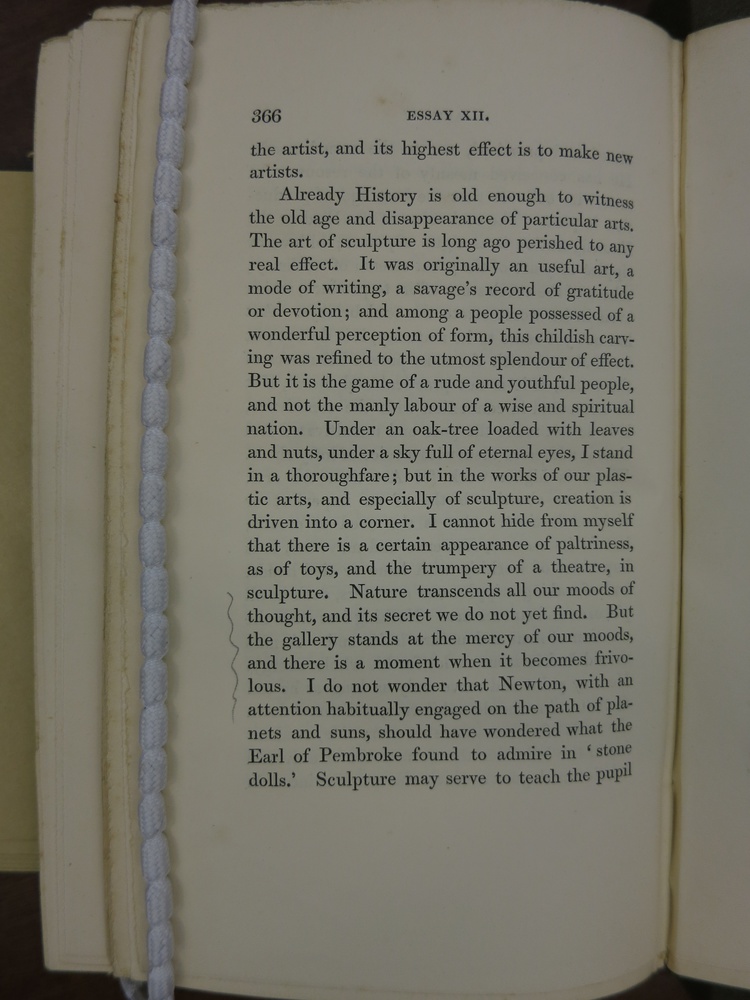 366 ESSAY XII.
the artist, and its highest effect is to make new
artists.
Already History is old enough to witness
the old age and disappearance of particular arts.
The art of sculpture is long ago perished to any
real effect. It was originally an useful art, a
mode of writing, a savage's record of gratitude
or devotion; and among a people possessed of a
wonderful perception of form, this childish carv-
ing was refined to the utmost splendour of effect.
But it is the game of a rude and youthful people,
and not the manly labour of a wise and spiritual
nation. Under an oak-tree loaded with leaves
and nuts, under a sky full of eternal eyes, I stand
in a thoroughfare; but in the works of our plas-
tic arts, and especially of sculpture, creation is
driven into a corner. I cannot hide from myself
that there is a certain appearance of paltriness,
as of toys, and the trumpery of a theatre, in
sculpture. Nature transcends all our moods of
thought, and its secret we do not yet find. But
the gallery stands at the mercy of our moods,
and there is a moment when it becomes frivo-
lous. I do not wonder that Newton, with an
attention habitually engaged on the path of pla-
nets and suns, should have wondered what the
Earl of Pembroke found to admire in ‘stone
dolls.’ Sculpture may serve to teach the pupil